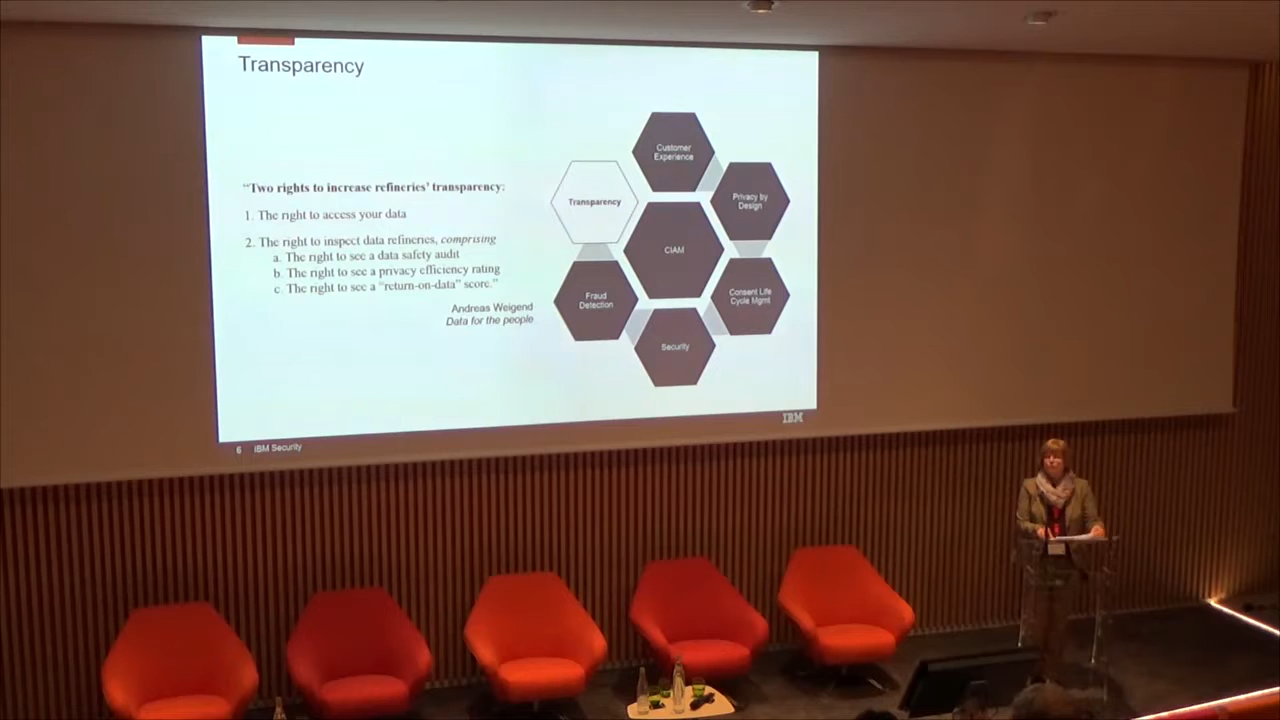 Transparency
"Two rights to increase refineries' transparency:
1. The right to access your data
2. The right to inspect data refineries, comprising
a. The right to see a data safety audit
b. The right to see a privacy efficiency rating
c. The right to see a "return-on-data" score."
Andreas Weigend
Data for the people
Customer
Experience
Transparency
Privacy by
Design
CIAM
Fraud
Detection
Consent Life
Cycle Mgmt
Security
6 IBM Security
IBM